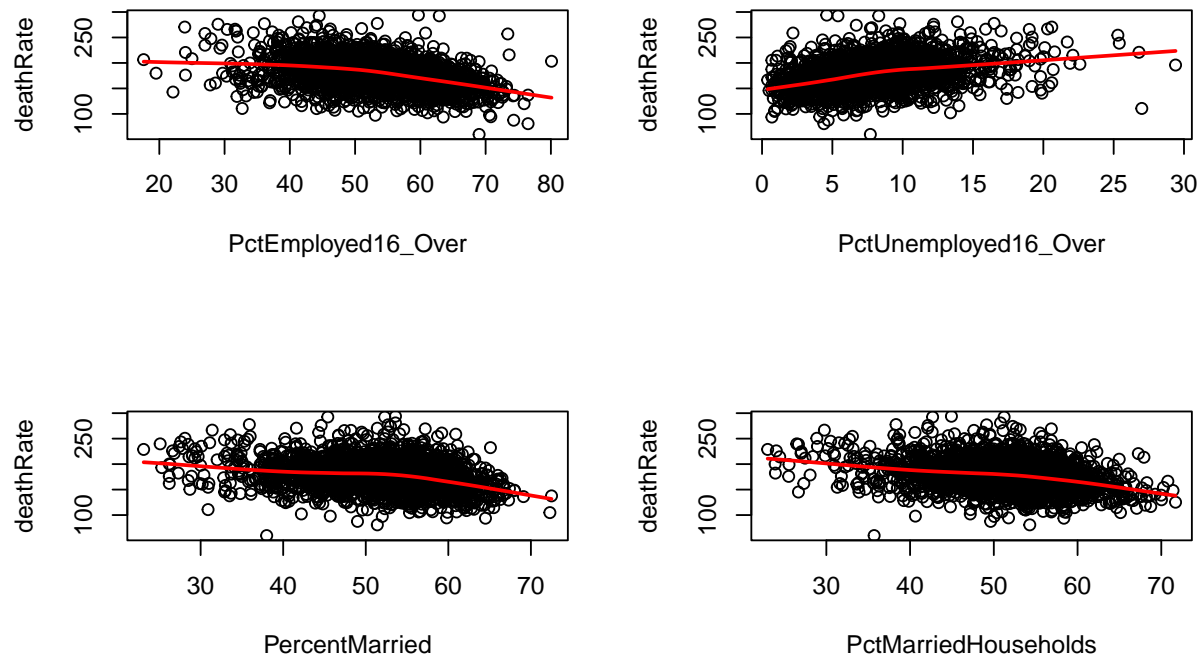 deathRate
100 250
20 30 40 50 60 70 80
PctEmployed16_Over
deathRate
100 250
0 5 10 15 20 25 30
PctUnemployed16_Over
deathRate
100 250
30 40 50 60 70
PercentMarried
deathRate
100 250
30 40 50 60 70
PctMarriedHouseholds